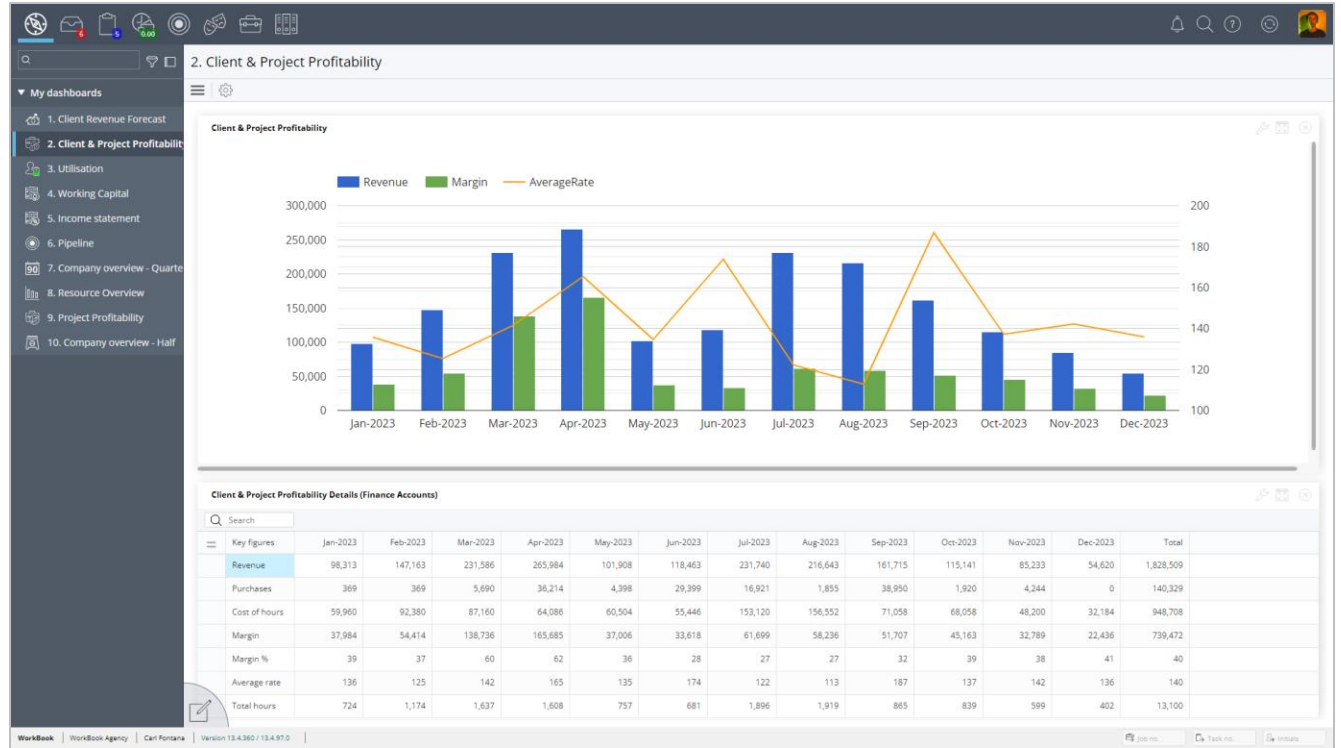 6 5 0.00
2. Client & Project Profitability
My dashboards
1. Client Revenue Forecast
2. Client & Project Profitability
3. Utilisation
4. Working Capital
5. Income statement
6. Pipeline
90 7. Company overview - Quarte
8. Resource Overview
9. Project Profitability
10. Company overview - Half
Client & Project Profitability
Revenue Margin AverageRate
300,000 200
250,000 180
200,000
160
150,000
140
100,000
120
50,000
0 100
Jan-2023 Feb-2023 Mar-2023 Apr-2023 May-2023 Jun-2023 Jul-2023 Aug-2023 Sep-2023 Oct-2023 Nov-2023 Dec-2023
Client & Project Profitability Details (Finance Accounts)
Search
Key figures Jan-2023 Feb-2023 Mar-2023 Apr-2023 May-2023 Jun-2023 Jul-2023 Aug-2023 Sep-2023 Oct-2023 Nov-2023 Dec-2023 Total
Revenue 98,313 147,163 231,586 265,984 101,908 118,463 231,740 216,643 161,715 115,141 85,233 54,620 1,828,509
Purchases 369 369 5,690 36,214 4,398 29,399 16,921 1,855 38,950 1,920 4,244 0 140,329
Cost of hours 59,960 92,380 87,160 64,086 60,504 55,446 153,120 156,552 71,058 68,058 48,200 32,184 948,708
Margin 37,984 54,414 138,736 165,685 37,006 33,618 61,699 58,236 51,707 45,163 32,789 22,436 739,472
Margin % 39 37 60 62 36 28 27 27 32 39 38 41 40
Average rate 136 125 142 165 135 174 122 113 187 137 142 136 140
Total hours 724 1,174 1,637 1,608 757 681 1,896 1,919 865 839 599 402 13,100
WorkBook WorkBook Agency Carl Fontana Version 13.4.360 / 13.4.97.0 Job no. Task no. Initials